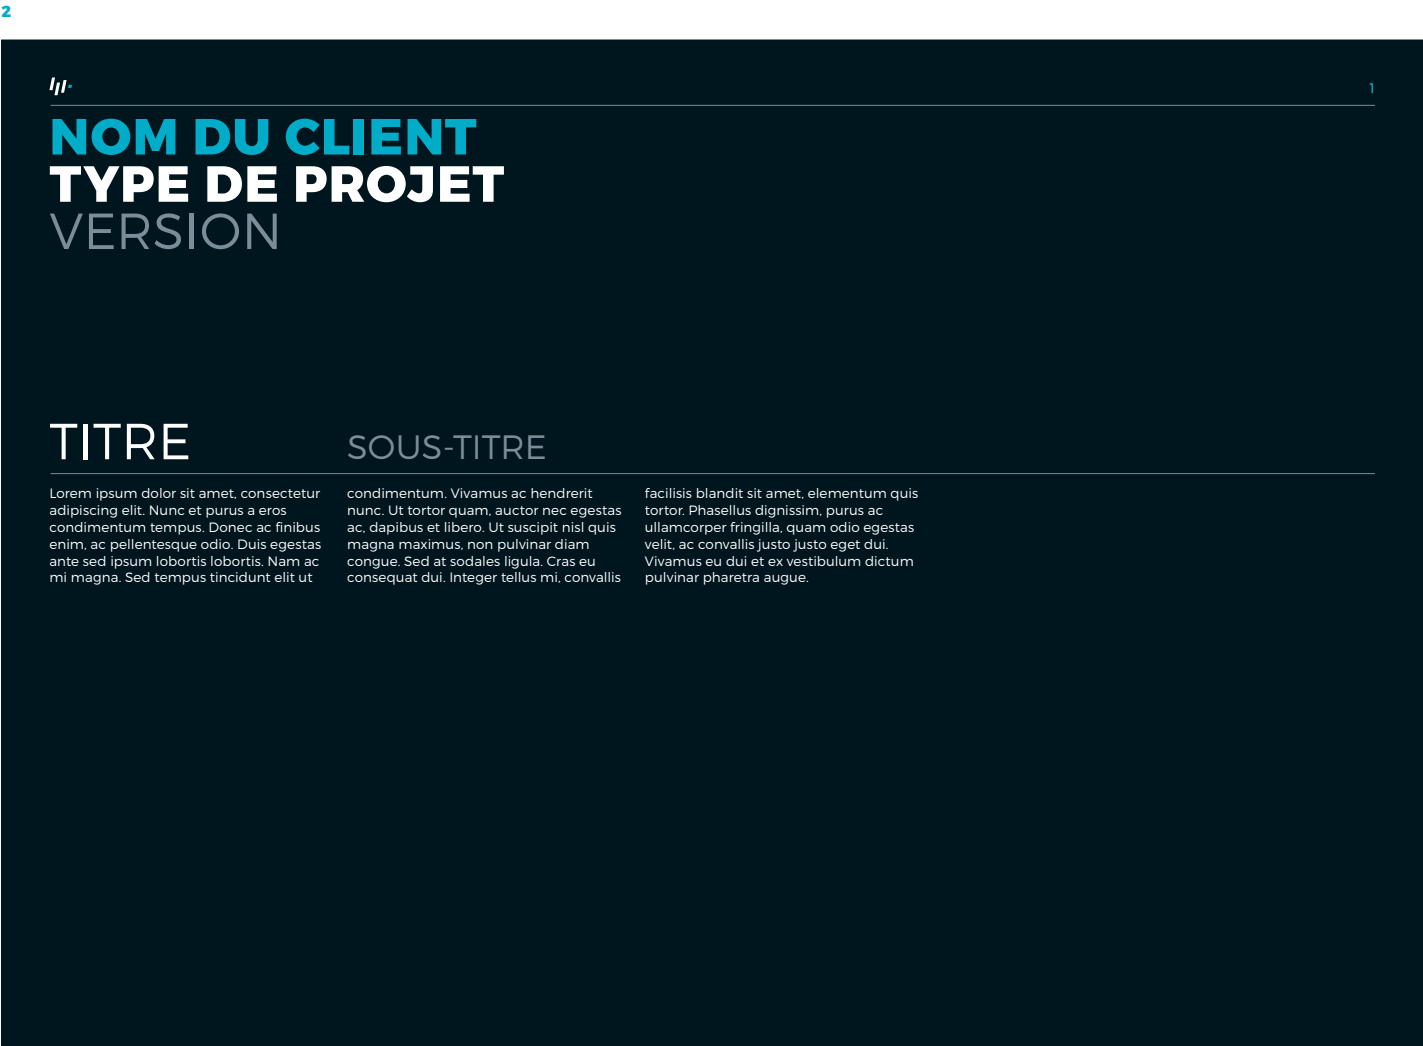 2
1
NOM DU CLIENT
TYPE DE PROJET
VERSION
TITRE
SOUS-TITRE
Lorem ipsum dolor sit amet, consectetur
adipiscing elit. Nunc et purus a eros
condimentum tempus. Donec ac finibus
enim, ac pellentesque odio. Duis egestas
ante sed ipsum lobortis lobortis. Nam ac
mi magna. Sed tempus tincidunt elit ut
condimentum. Vivamus ac hendrerit
nunc. Ut tortor quam, auctor nec egestas
ac, dapibus et libero. Ut suscipit nisl quis
magna maximus, non pulvinar diam
congue. Sed at sodales ligula. Cras eu
consequat dui. Integer tellus mi, convallis
facilisis blandit sit amet, elementum quis
tortor. Phasellus dignissim, purus ac
ullamcorper fringilla, quam odio egestas
velit, ac convallis justo justo eget dui.
Vivamus eu dui et ex vestibulum dictum
pulvinar pharetra augue.